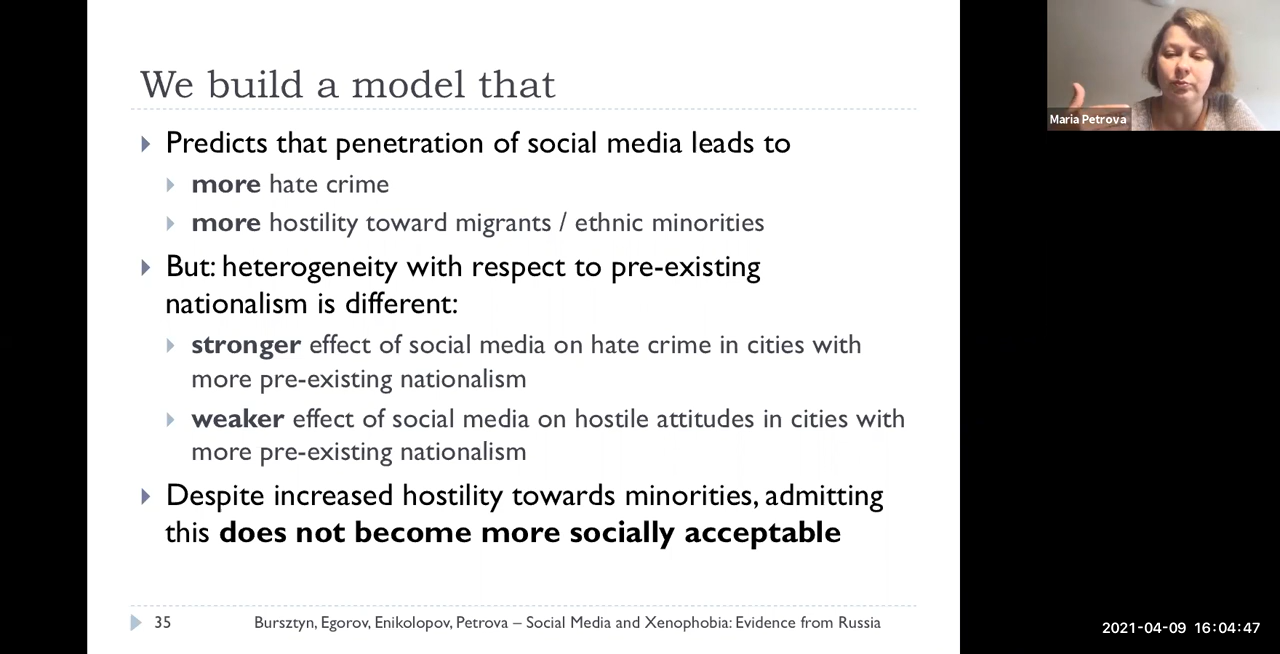 We build a model that
Predicts that penetration of social media leads to
more hate crime
more hostility toward migrants / ethnic minorities
But: heterogeneity with respect to pre-existing
nationalism is different:
stronger effect of social media on hate crime in cities with
more pre-existing nationalism
weaker effect of social media on hostile attitudes in cities with
more pre-existing nationalism
Despite increased hostility towards minorities, admitting
this does not become more socially acceptable
35
Bursztyn, Egorov, Enikolopov, Petrova – Social Media and Xenophobia: Evidence from Russia
Maria Petrova
2021-04-09 16:04:47